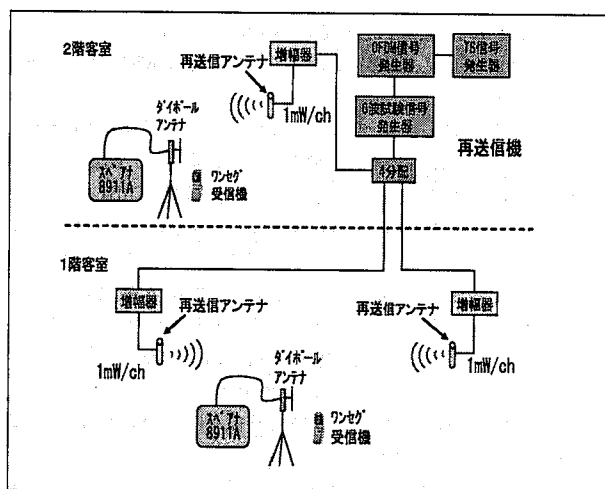 2階客室
再送信アンテナ
増幅器
OFDM信号
発生器
TS信号
発生器
1mW/ch
ダイポール
アンテナ
スペアナ
8911A
ワンセグ
受信機
6波試験信号
発生器
再送信機
4分配
1階客室
増幅器
再送信アンテナ
1mW/ch
再送信アンテナ
増幅器
1mW/ch
ダイポール
アンテナ
スペアナ
8911A
ワンセグ
受信機